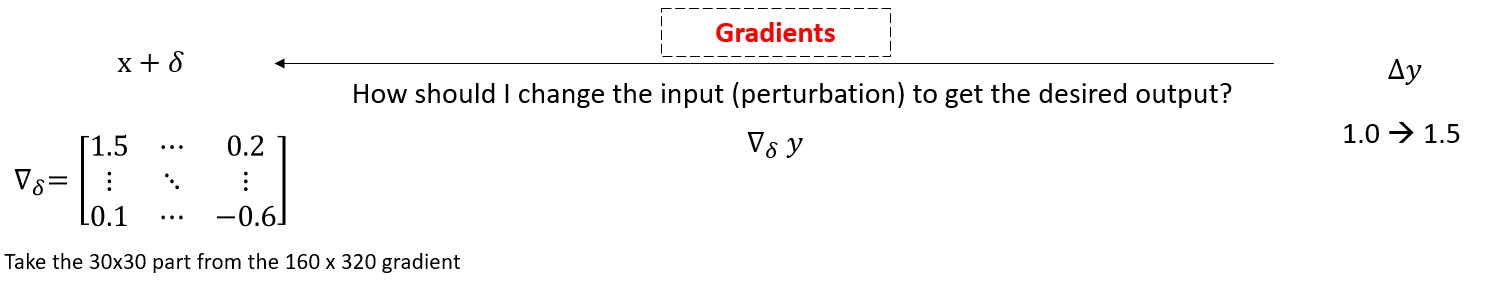 Gradients
x + δ
Δy
How should I change the input (perturbation) to get the desired output?
1.0 → 1.5
∇δ y
∇δ= [1.5 ⋯ 0.2
⋮ ⋱ ⋮
0.1 ⋯ −0.6]
Take the 30x30 part from the 160 x 320 gradient